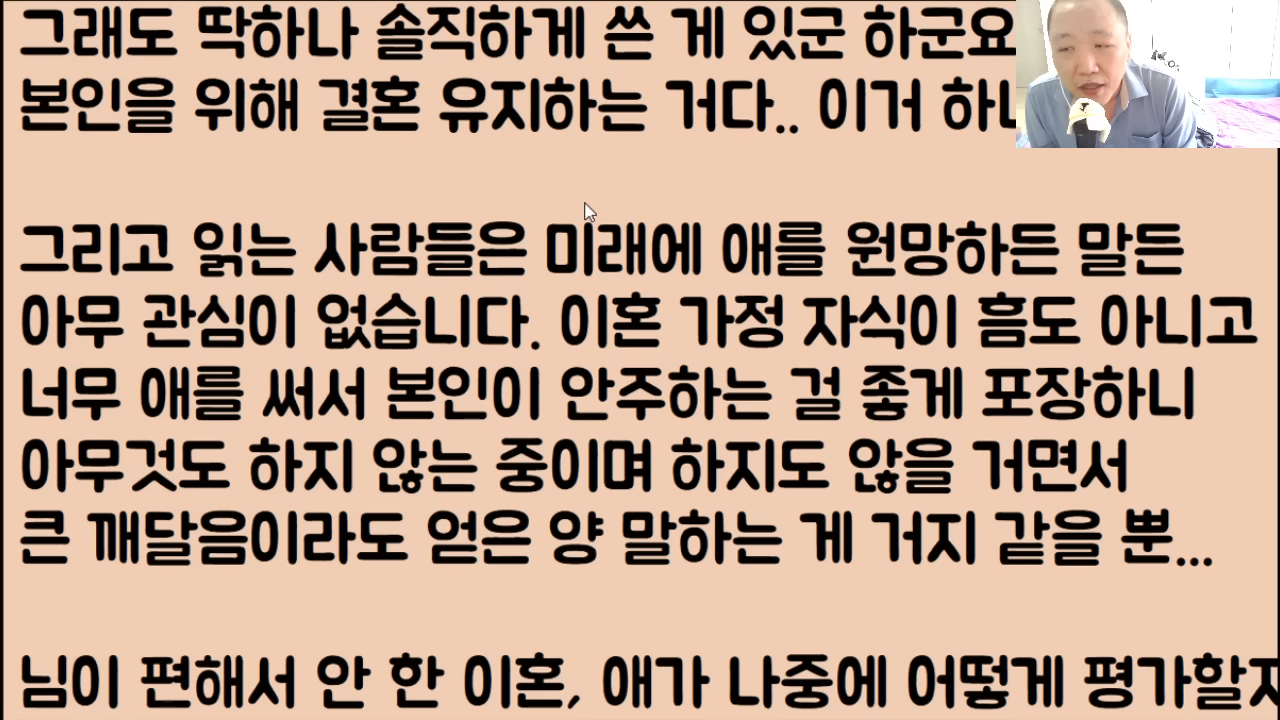 그래도 딱하나 솔직하게 쓴 게 있군 하군요
본인을 위해 결혼 유지하는 거다.. 이거
그리고 읽는 사람들은 미래에 애를 원망하든 말든
아무 관심이 없습니다. 이혼 가정 자식이 흠도 아니고
너무 애를 써서 본인이 안주하는 걸 좋게 포장하니
아무것도 하지 않는 중이며 하지도 않을 거면서
큰 깨달음이라도 얻은 양 말하는 게 거지 같을 뿐...
님이 편해서 안 한 이혼, 애가 나중에 어떻게